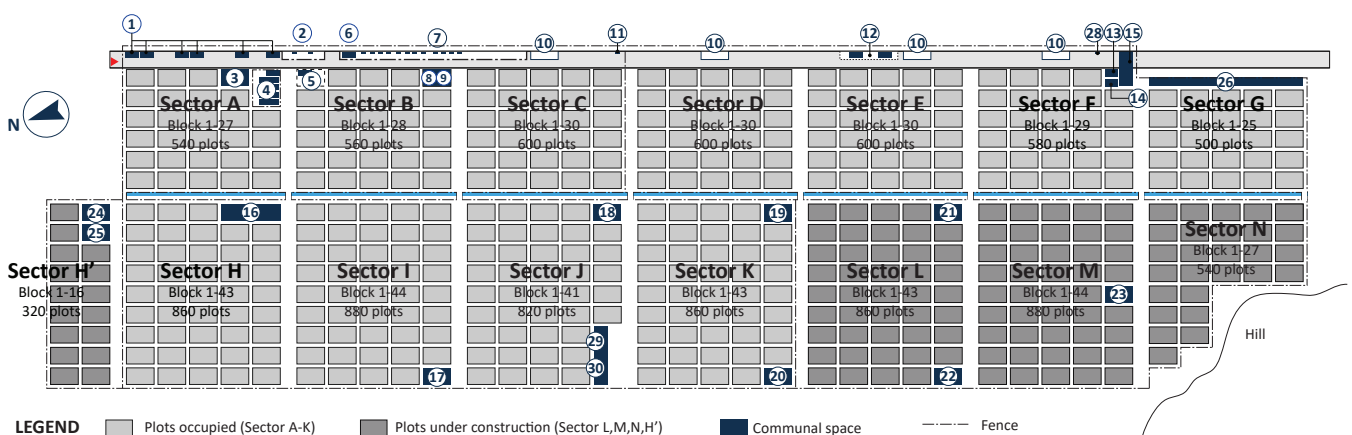 1 2 6 7 10 11 10 12 10 10 28 13 15
3 4 5 8 9 14 26
N
Sector A
Block 1-27
540 plots
Sector B
Block 1-28
560 plots
Sector C
Block 1-30
600 plots
Sector D
Block 1-30
600 plots
Sector E
Block 1-30
600 plots
Sector F
Block 1-29
580 plots
Sector G
Block 1-25
500 plots
24 16 18 19 21
25
Sector H'
Block 1-16
320 plots
Sector H
Block 1-43
860 plots
Sector I
Block 1-44
880 plots
Sector J
Block 1-41
820 plots
Sector K
Block 1-43
860 plots
Sector L
Block 1-43
860 plots
Sector M
Block 1-44
880 plots
Sector N
Block 1-27
540 plots
23
29
30
17 20 22
Hill
LEGEND
Plots occupied (Sector A-K)
Plots under construction (Sector L,M,N,H’)
Communal space
Fence